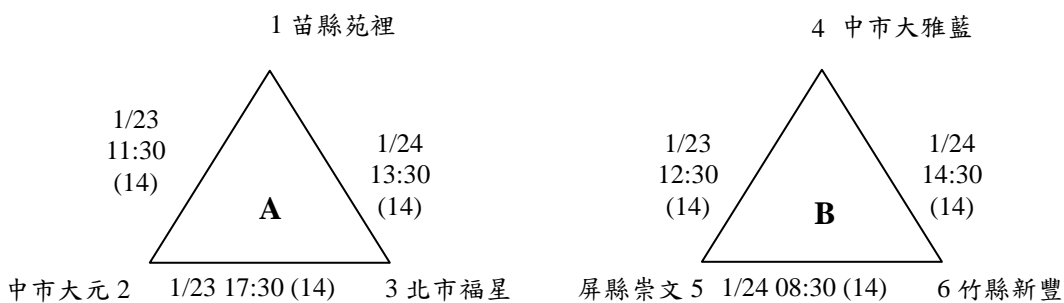 1 苗縣苑裡
1/23
11:30
(14)
1/24
13:30
(14)
A
中市大元 2
1/23 17:30 (14)
3 北市福星
4 中市大雅藍
1/23
12:30
(14)
1/24
14:30
(14)
B
屏縣崇文 5
1/24 08:30 (14)
6 竹縣新豐